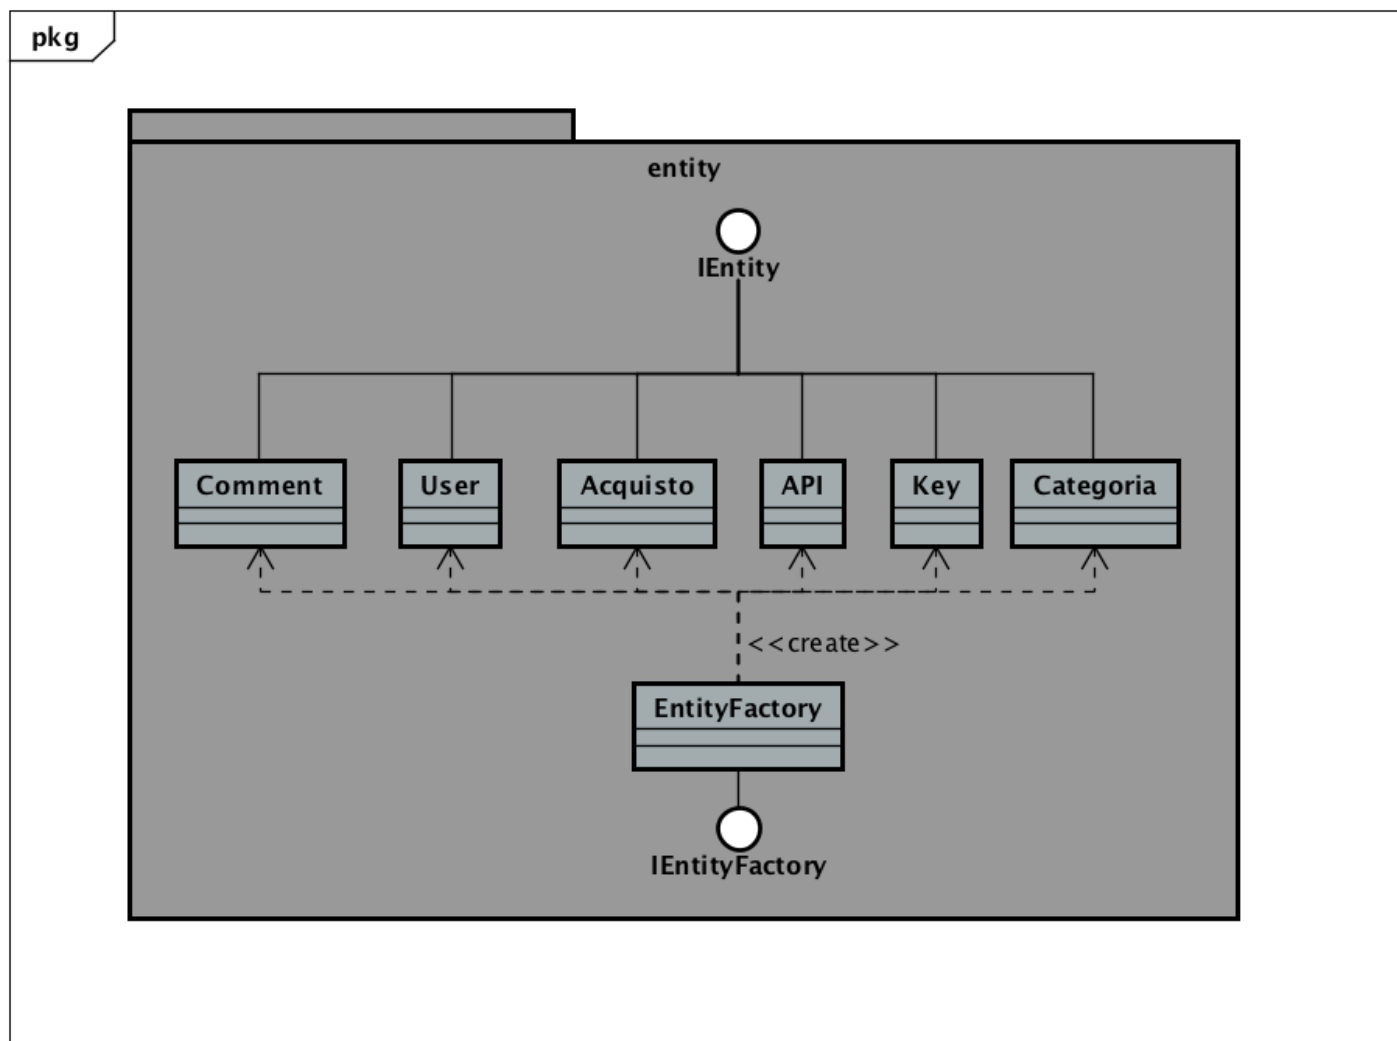 pkg
entity
IEntity
Comment
User
Acquisto
API
Key
Categoria
<<create>>
EntityFactory
IEntityFactory